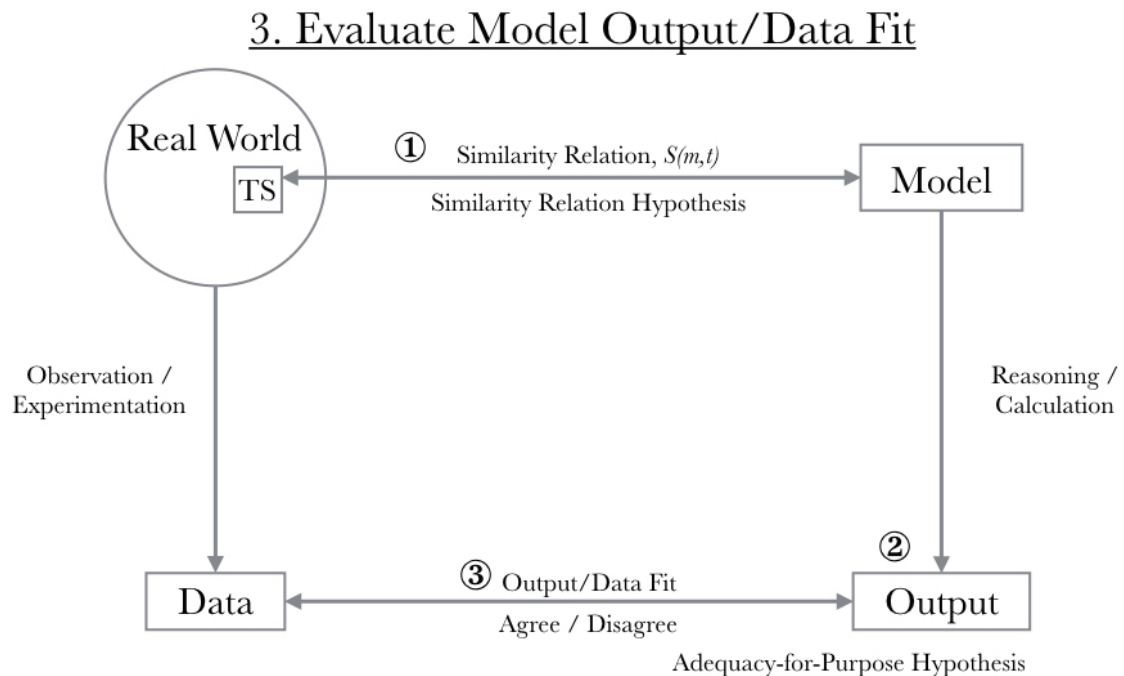 3. Evaluate Model Output/Data Fit
Real World
TS
①
Similarity Relation, S(m,t)
Similarity Relation Hypothesis
Model
Observation /
Experimentation
Reasoning /
Calculation
②
Data
③ Output/Data Fit
Agree / Disagree
Output
Adequacy-for-Purpose Hypothesis